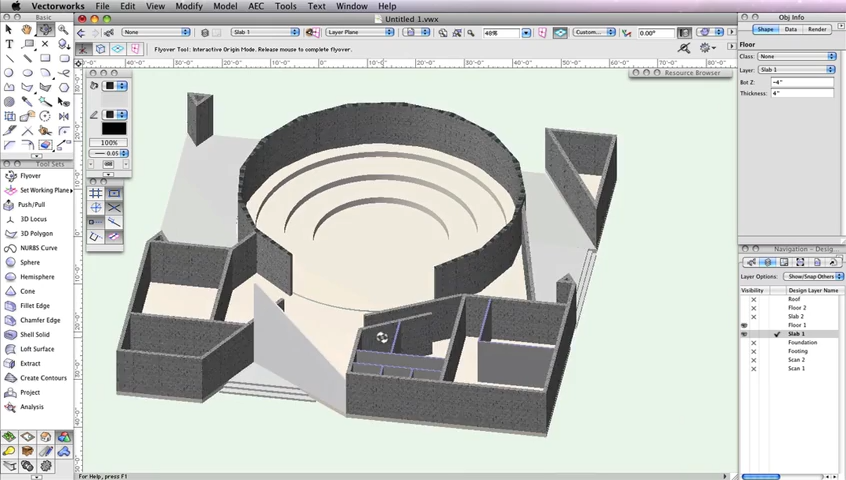 Vectorworks File Edit View Modify Model AEC Tools Text Window Help
Untitled 1.vwx
None
Slab 1
Layer Plane
48%
Custom...
0.00°
Flyover Tool: Interactive Origin Mode. Release mouse to complete flyover.
Basic
Tool Sets
Flyover
Set Working Plane
Push/Pull
3D Locus
3D Polygon
NURBS Curve
Sphere
Hemisphere
Cone
Fillet Edge
Chamfer Edge
Shell Solid
Loft Surface
Extract
Create Contours
Project
Analysis
100%
0.05
Resource Browser
Obj Info
Shape Data Render
Floor
Class: None
Layer: Slab 1
Bot Z: -4"
Thickness: 4"
Navigation - Desig...
Layer Options: Show/Snap Others
Visibility Design Layer Name
Roof
Floor 2
Slab 2
Floor 1
Slab 1
Foundation
Footing
Scan 2
Scan 1
For Help, press F1